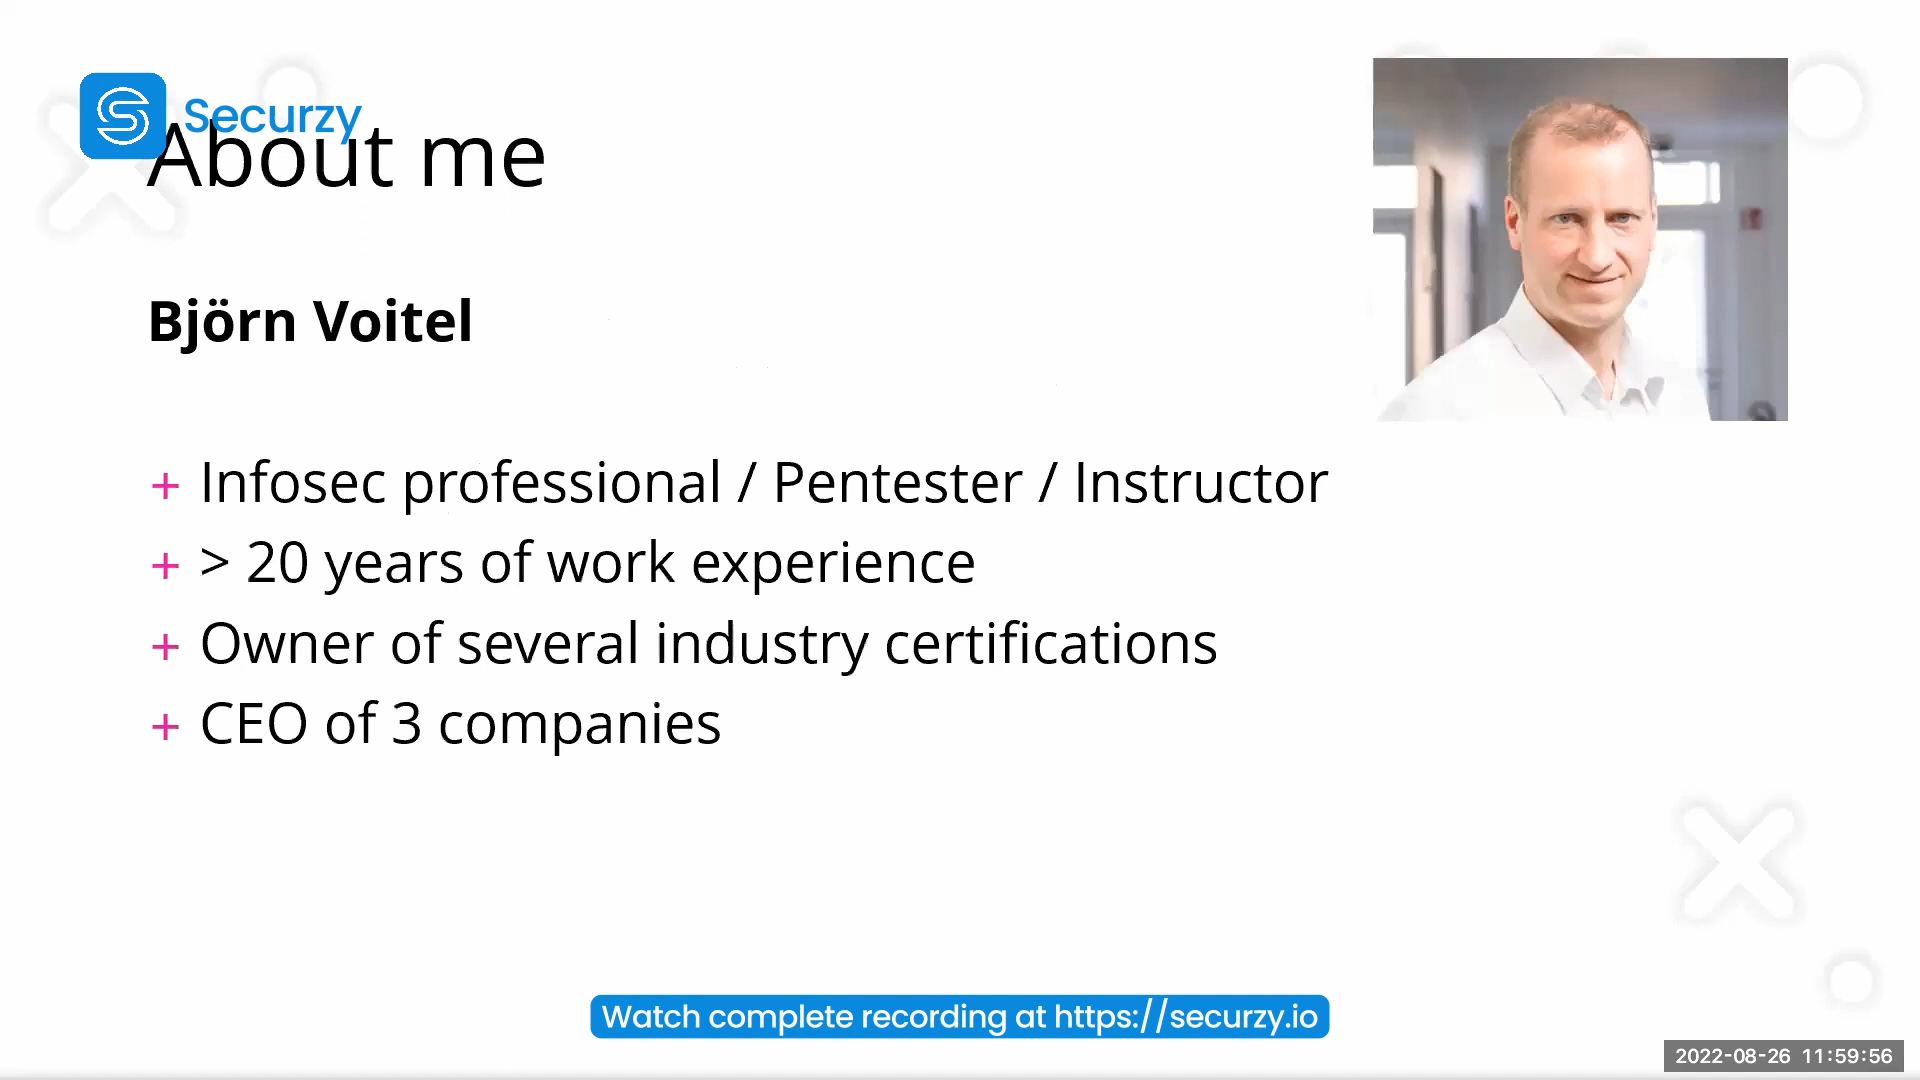 Securzy
About me
Björn Voitel
+ Infosec professional / Pentester / Instructor
+ > 20 years of work experience
+ Owner of several industry certifications
+ CEO of 3 companies
Watch complete recording at https://securzy.io
2022-08-26 11:59:56